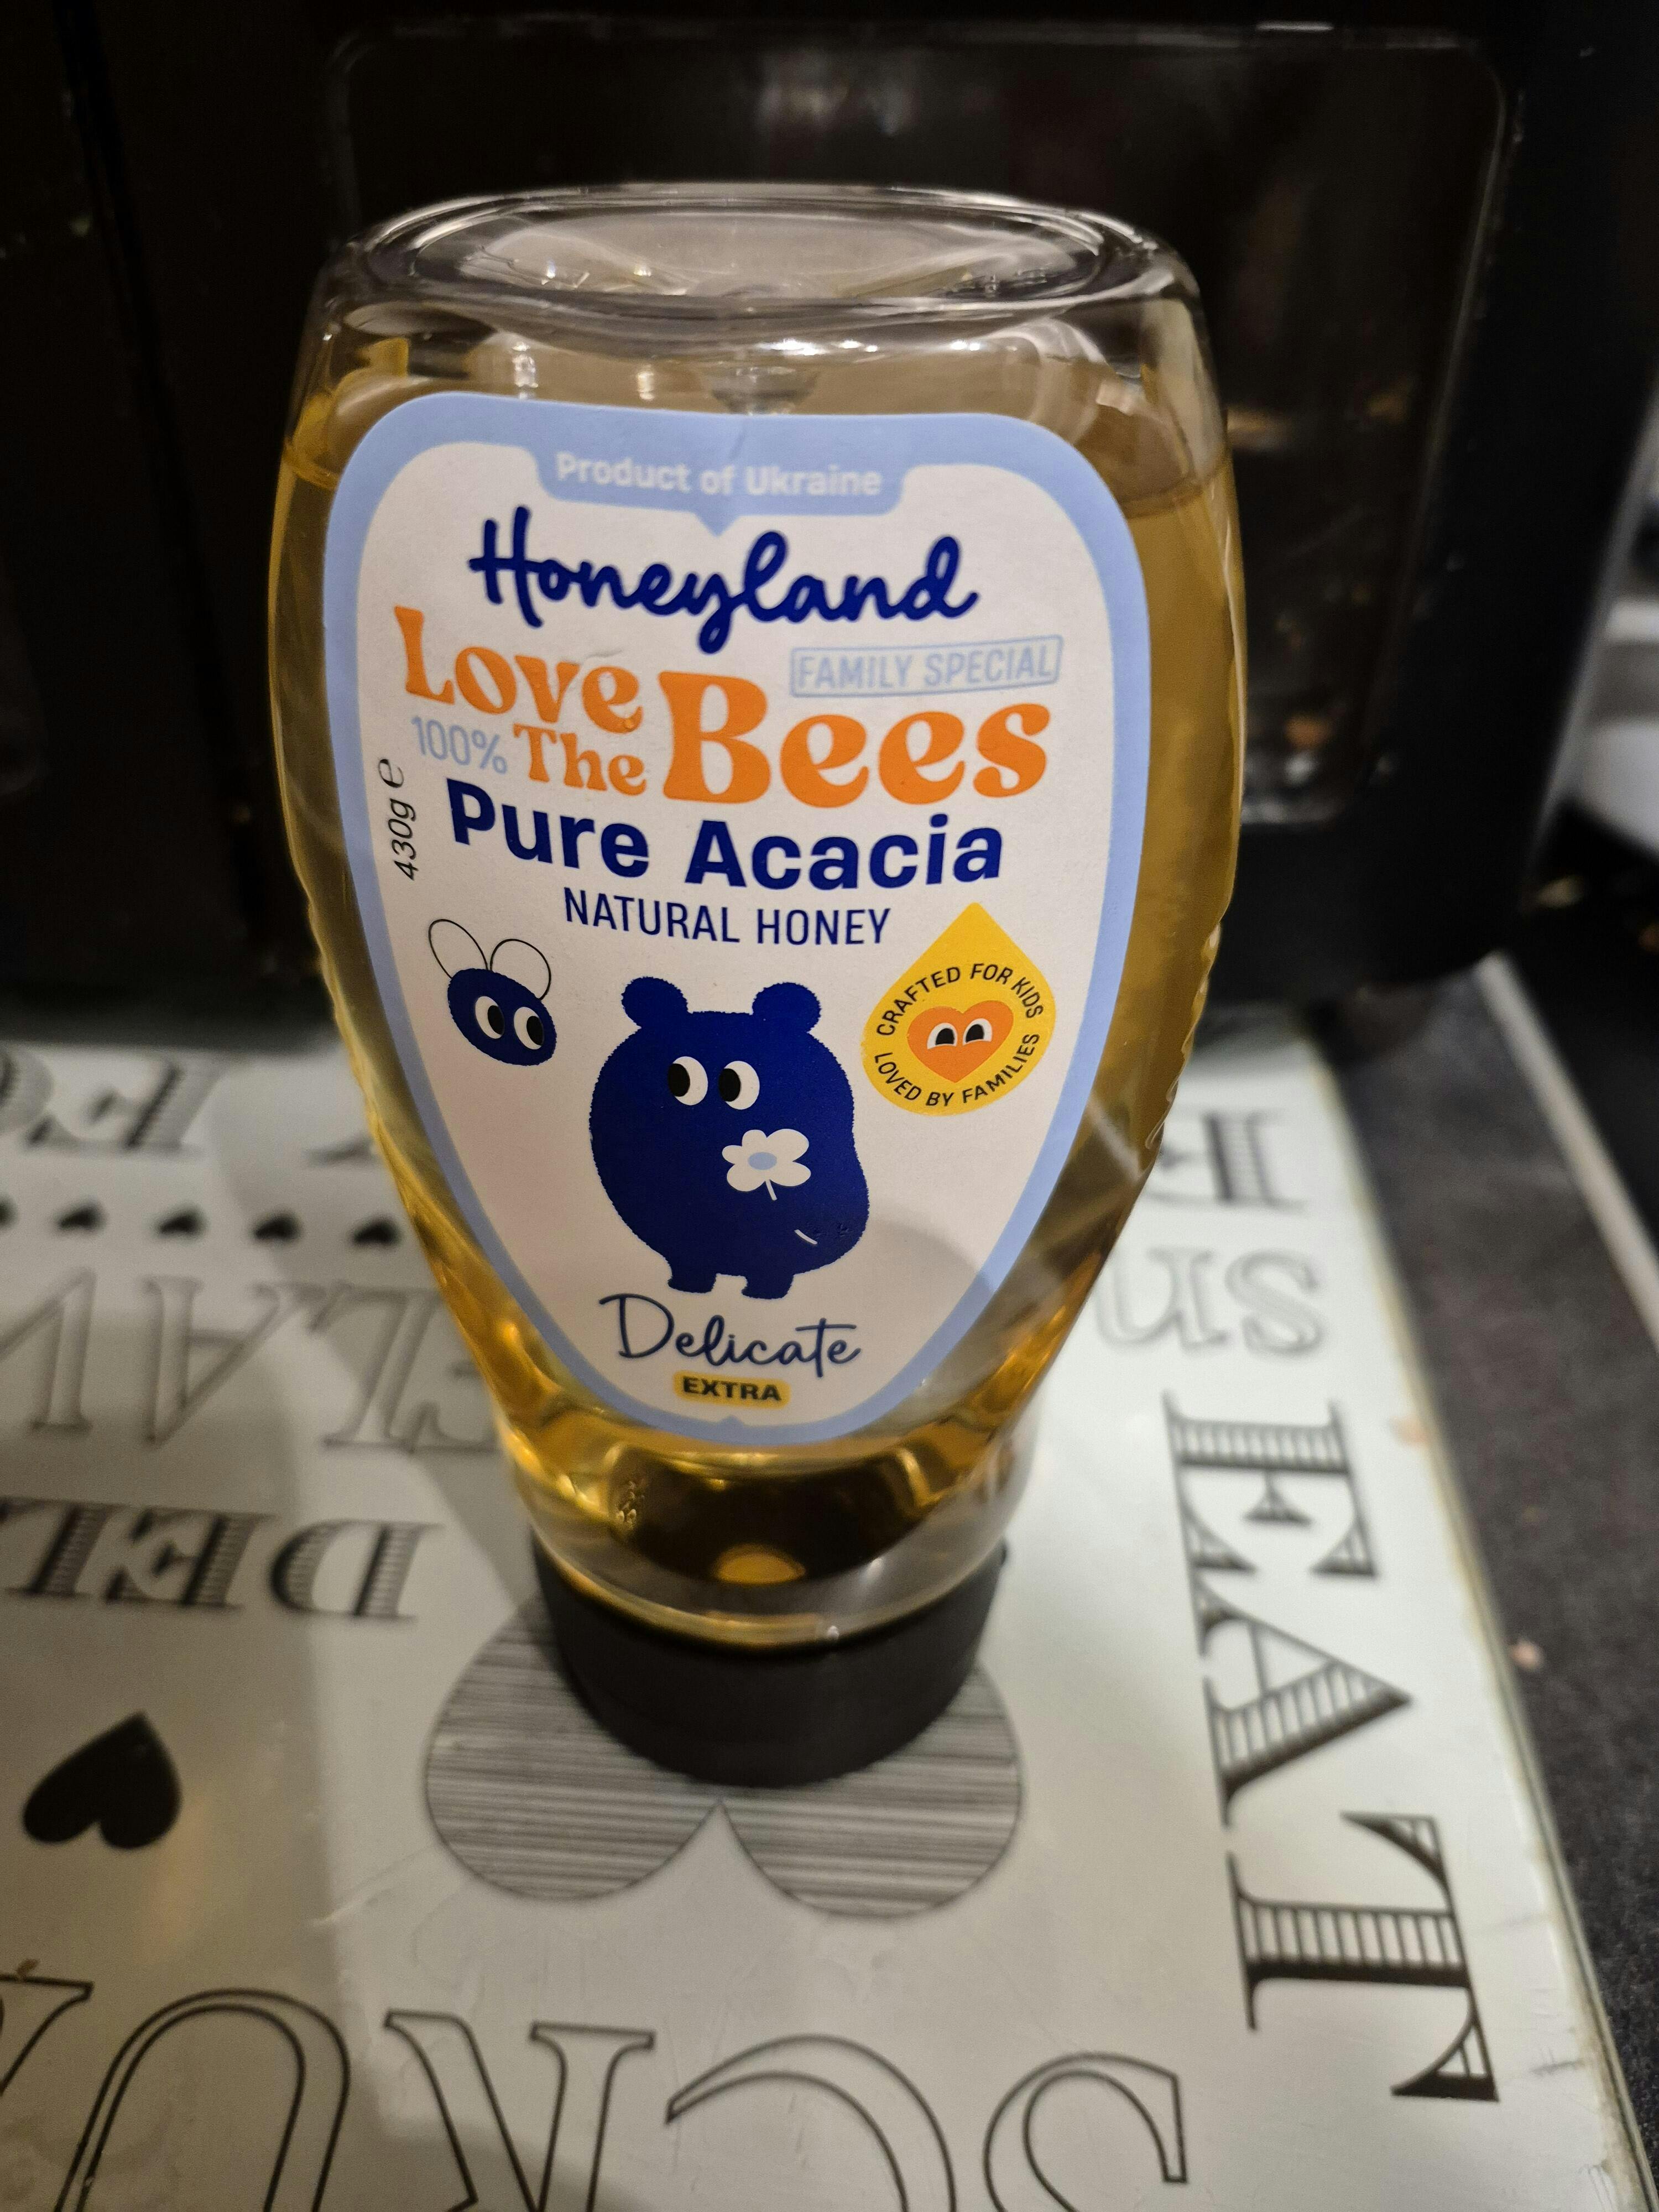 Product of Ukraine
Honeyland
FAMILY SPECIAL
Love
The Bees
100%
Pure Acacia
NATURAL HONEY
430g ℮
CRAFTED FOR KIDS
LOVED BY FAMILIES
Delicate
EXTRA
EAT